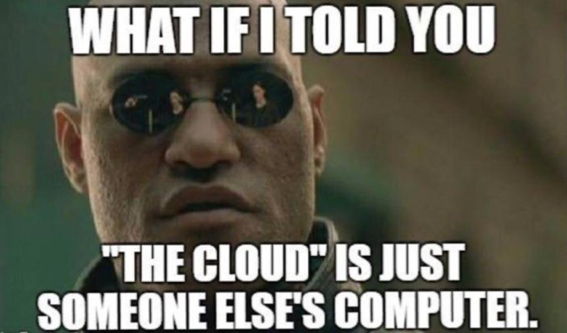 WHAT IF I TOLD YOU
"THE CLOUD" IS JUST
SOMEONE ELSE'S COMPUTER.